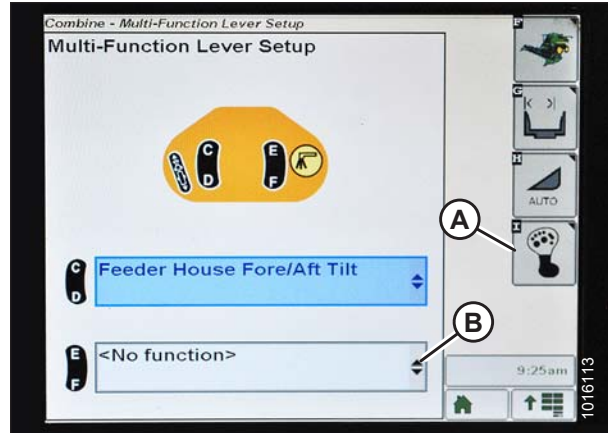 Combine - Multi-Function Lever Setup
Multi-Function Lever Setup
F
G
H
AUTO
I
C
D
E
F
A
C
D
Feeder House Fore/Aft Tilt
B
E
F
<No function>
9:25am
1016113